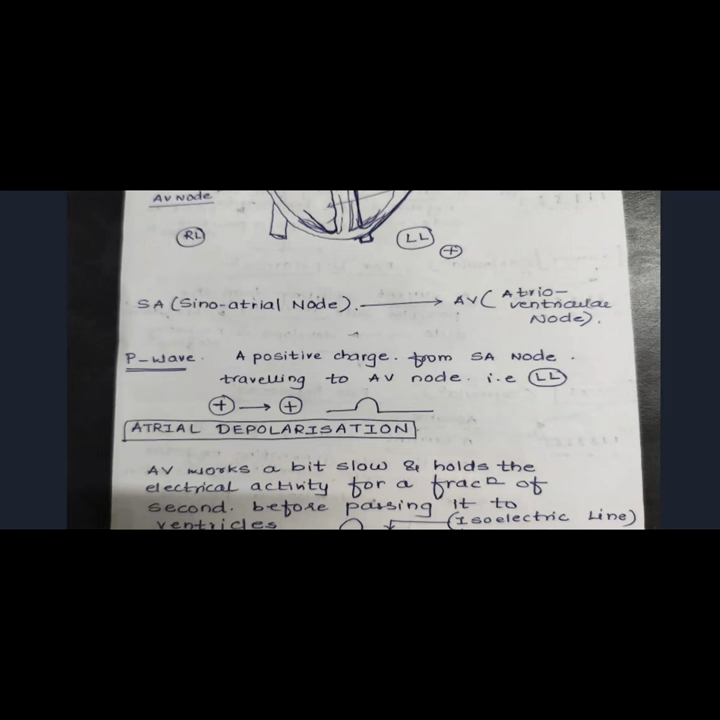 AV Node
RL
LL
+
SA (Sino-atrial Node). → AV (Atrio-
ventricular
Node).
P-Wave. A positive charge. from SA Node.
travelling to AV node. i.e LL
+ → +
ATRIAL DEPOLARISATION
AV works a bit slow & holds the
electrical activity for a fracn of
second. before passing it to
ventricles
(Isoelectric Line)